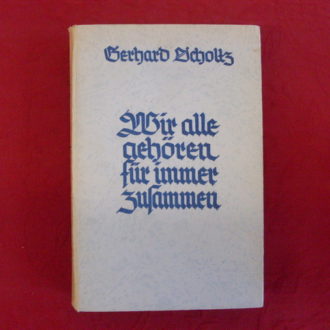 Gerhard Scholtz
Wir alle
gehören
für immer
zusammen